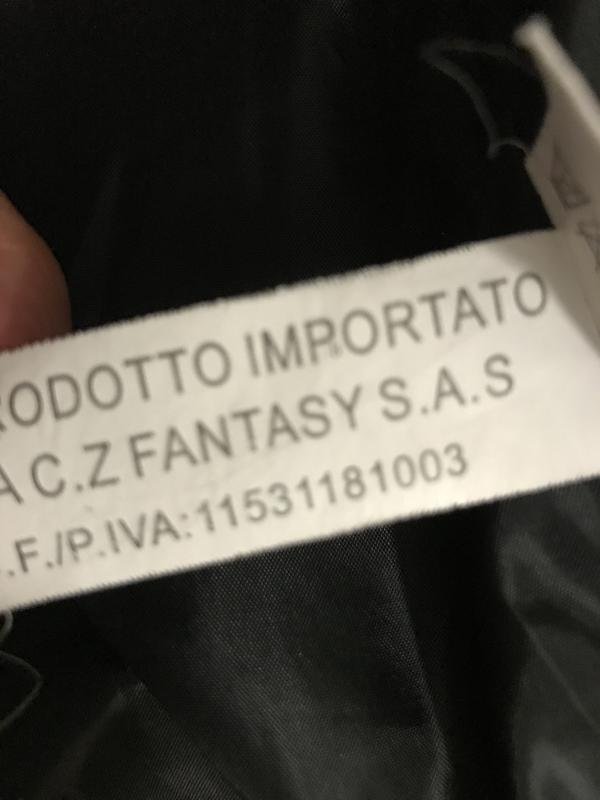 RODOTTO IMPORTATO
A C.Z FANTASY S.A.S
.F./P.IVA:11531181003